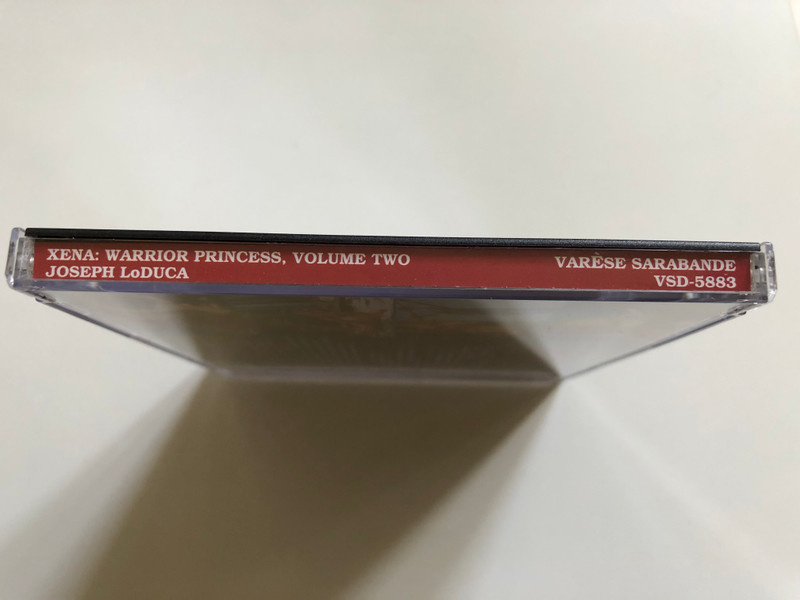 XENA: WARRIOR PRINCESS, VOLUME TWO
JOSEPH LoDUCA
VARÈSE SARABANDE
VSD-5883